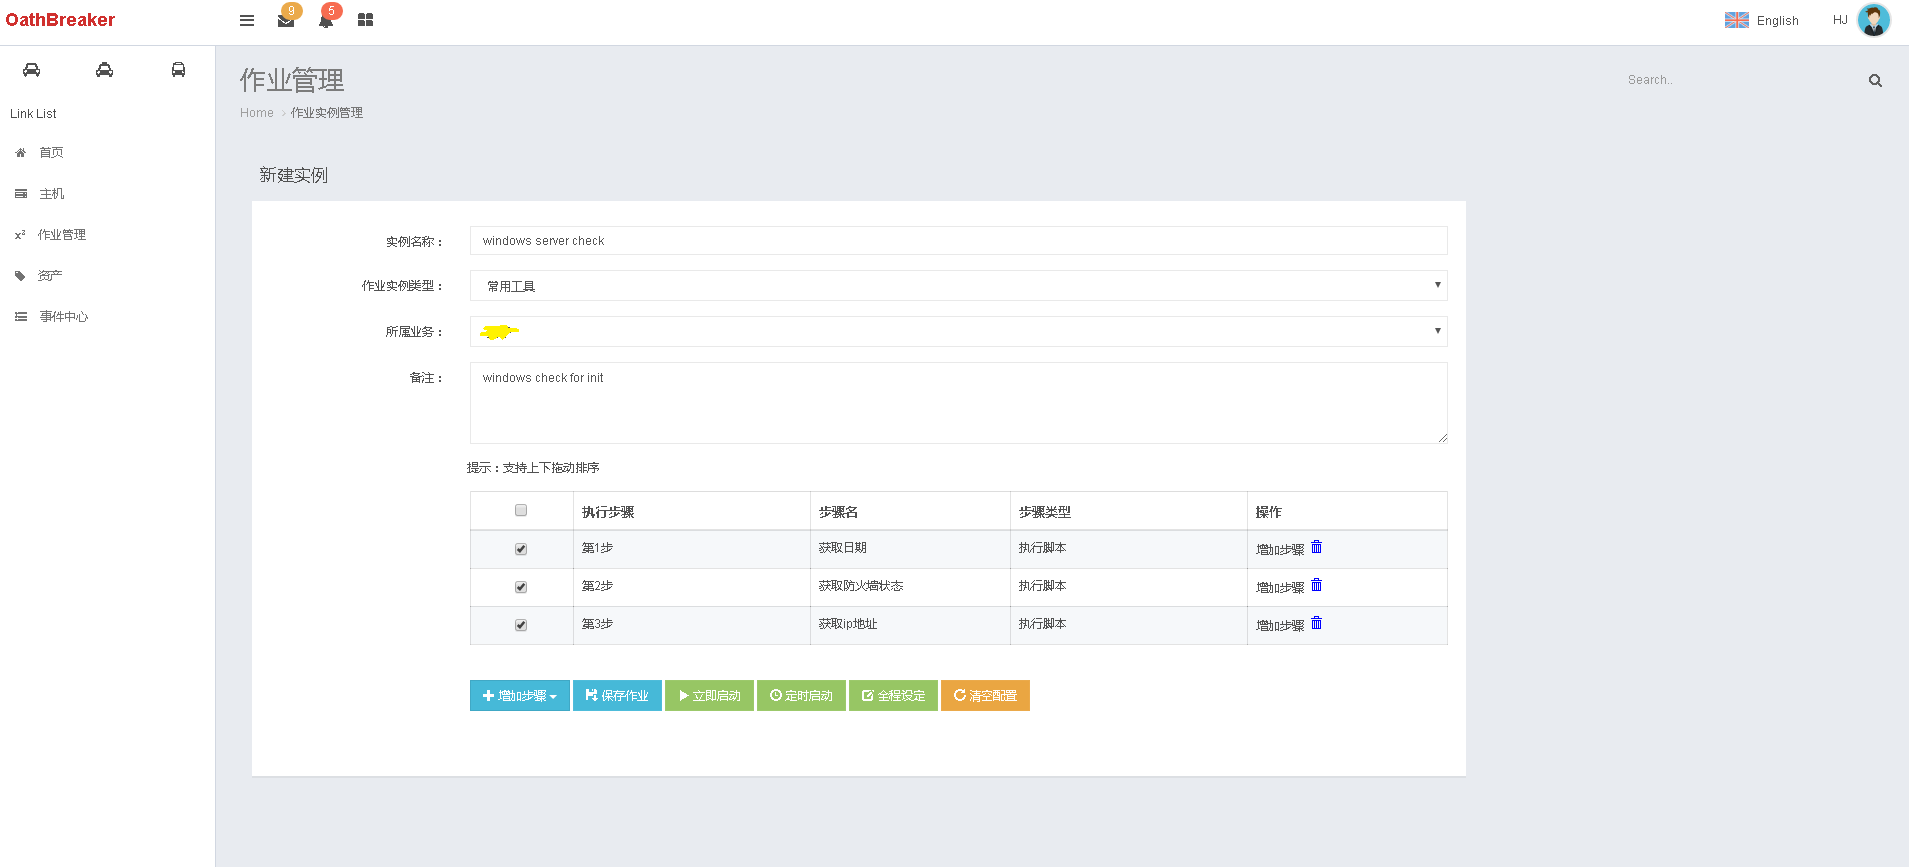 OathBreaker
9
5
English
HJ
作业管理
Search..
Home > 作业实例管理
Link List
首页
主机
x² 作业管理
资产
事件中心
新建实例
实例名称： windows server check
作业实例类型： 常用工具
所属业务：
备注： windows check for init
提示：支持上下拖动排序
执行步骤 步骤名 步骤类型 操作
第1步 获取日期 执行脚本 增加步骤
第2步 获取防火墙状态 执行脚本 增加步骤
第3步 获取ip地址 执行脚本 增加步骤
增加步骤 保存作业 立即启动 定时启动 全程设定 清空配置